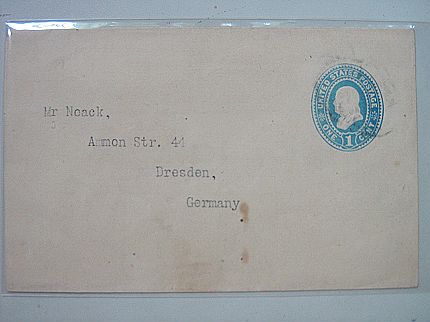 Mr Noack,
Ammon Str. 44
Dresden,
Germany
UNITED STATES POSTAGE
ONE 1 CENT